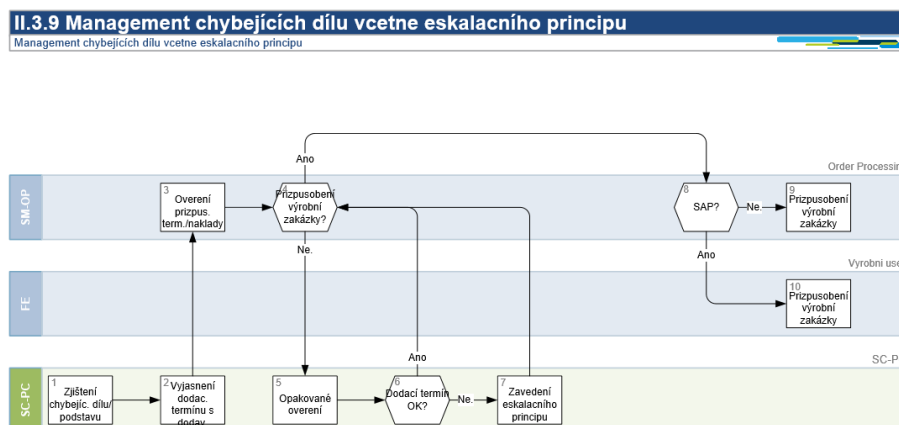 II.3.9 Management chybejících dílu vcetne eskalacního principu
Management chybejících dílu vcetne eskalacního principu
Ano
Order Processin
SM-OP
3
Overení
prizpus.
term./naklady
4
Prizpusobení
výrobní
zakázky?
8
SAP?
Ne.
9
Prizpusobení
výrobní
zakázky
Ne.
Ano
Vyrobni use
FE
10
Prizpusobení
výrobní
zakázky
Ano
SC-P
SC-PC
1
Zjištení
chybejíc. dílu/
podstavu
2
Vyjasnení
dodac.
termínu s
dodav.
5
Opakované
overení
6
Dodací termín
OK?
Ne.
7
Zavedení
eskalacního
principu